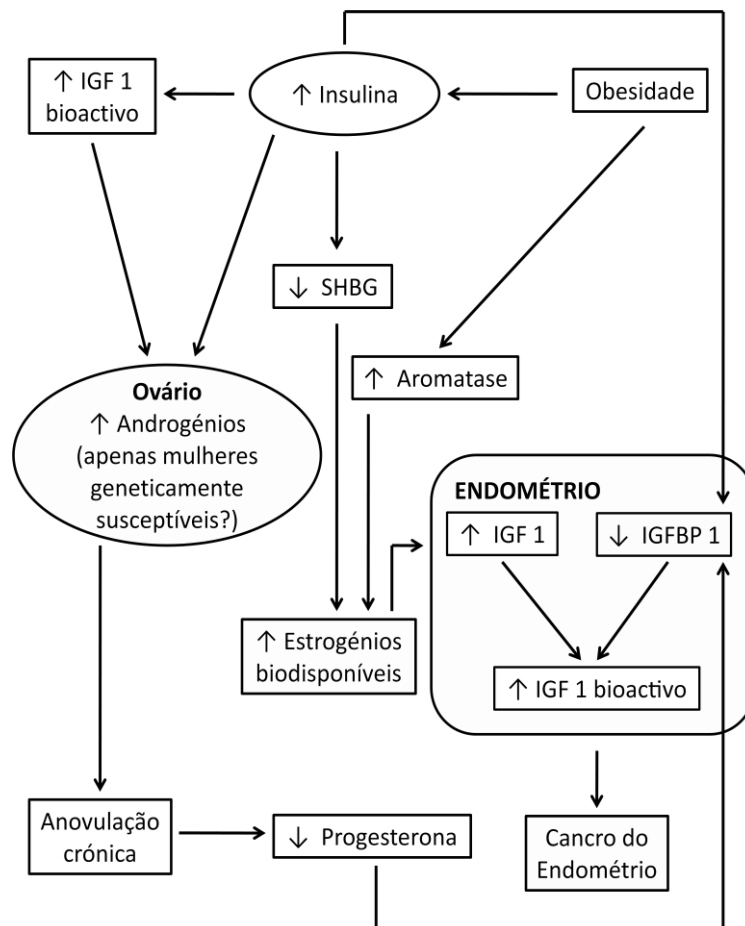 ↑ IGF 1
bioactivo
↑ Insulina
Obesidade
↓ SHBG
↑ Aromatase
Ovário
↑ Androgénios
(apenas mulheres
geneticamente
susceptíveis?)
ENDOMÉTRIO
↑ IGF 1
↓ IGFBP 1
↑ Estrogénios
biodisponíveis
↑ IGF 1 bioactivo
Anovulação
crónica
↓ Progesterona
Cancro do
Endométrio